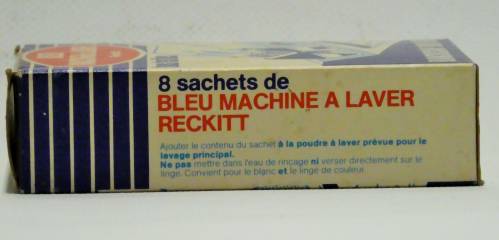 8 sachets de
BLEU MACHINE A LAVER
RECKITT
Ajouter le contenu du sachet à la poudre à laver prévue pour le
lavage principal.
Ne pas mettre dans l'eau de rincage ni verser directement sur le
linge. Convient pour le blanc et le linge de couleur.